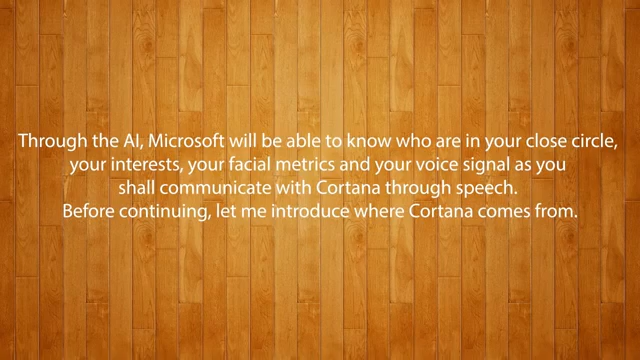 Through the AI, Microsoft will be able to know who are in your close circle,
your interests, your facial metrics and your voice signal as you
shall communicate with Cortana through speech.
Before continuing, let me introduce where Cortana comes from.